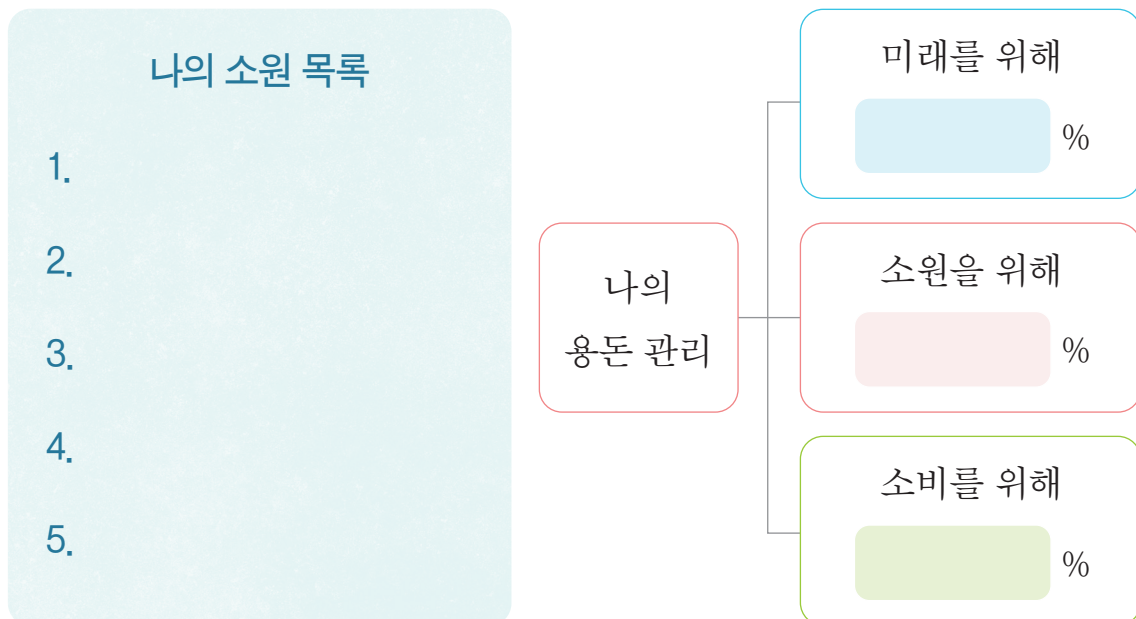 나의 소원 목록
1.
2.
3.
4.
5.
나의
용돈 관리
미래를 위해
%
소원을 위해
%
소비를 위해
%